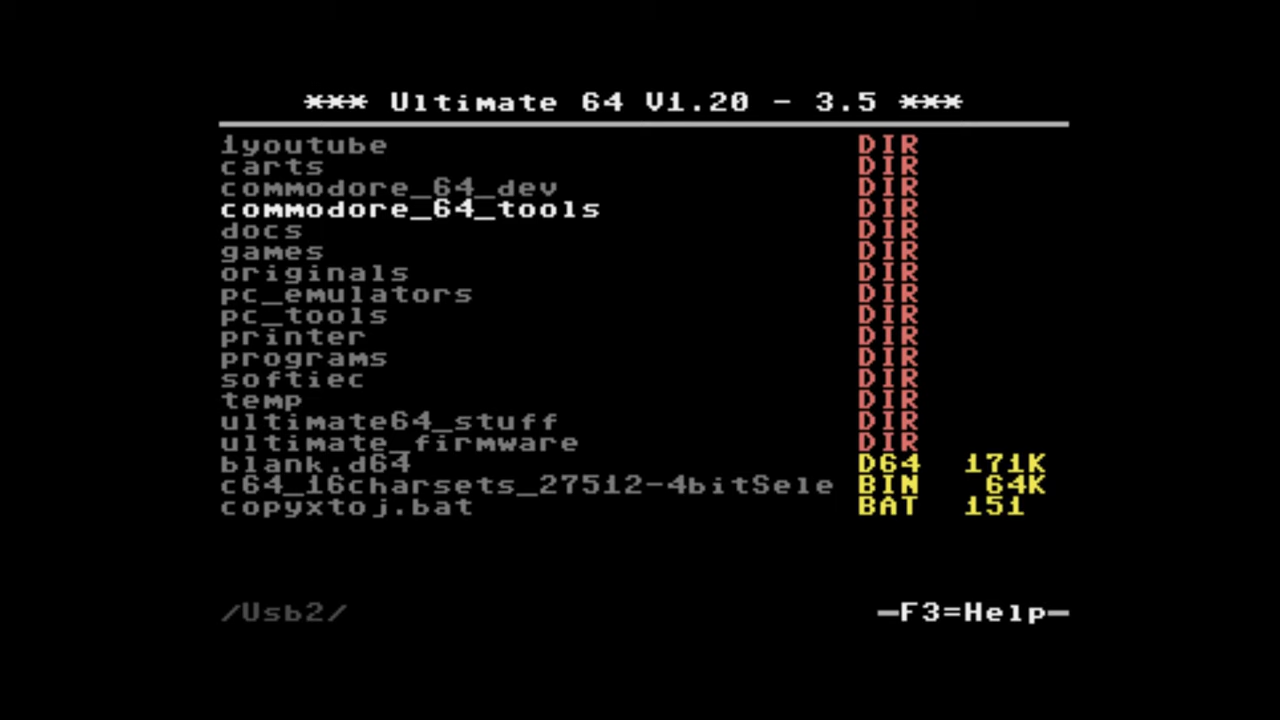 *** Ultimate 64 V1.20 - 3.5 ***
1youtube DIR
carts DIR
commodore_64_dev DIR
commodore_64_tools DIR
docs DIR
games DIR
originals DIR
pc_emulators DIR
pc_tools DIR
printer DIR
programs DIR
softiec DIR
temp DIR
ultimate64_stuff DIR
ultimate_firmware DIR
blank.d64 D64 171K
c64_16charsets_27512-4bitSele BIN 64K
copyxtoj.bat BAT 151
/Usb2/ —F3=Help—